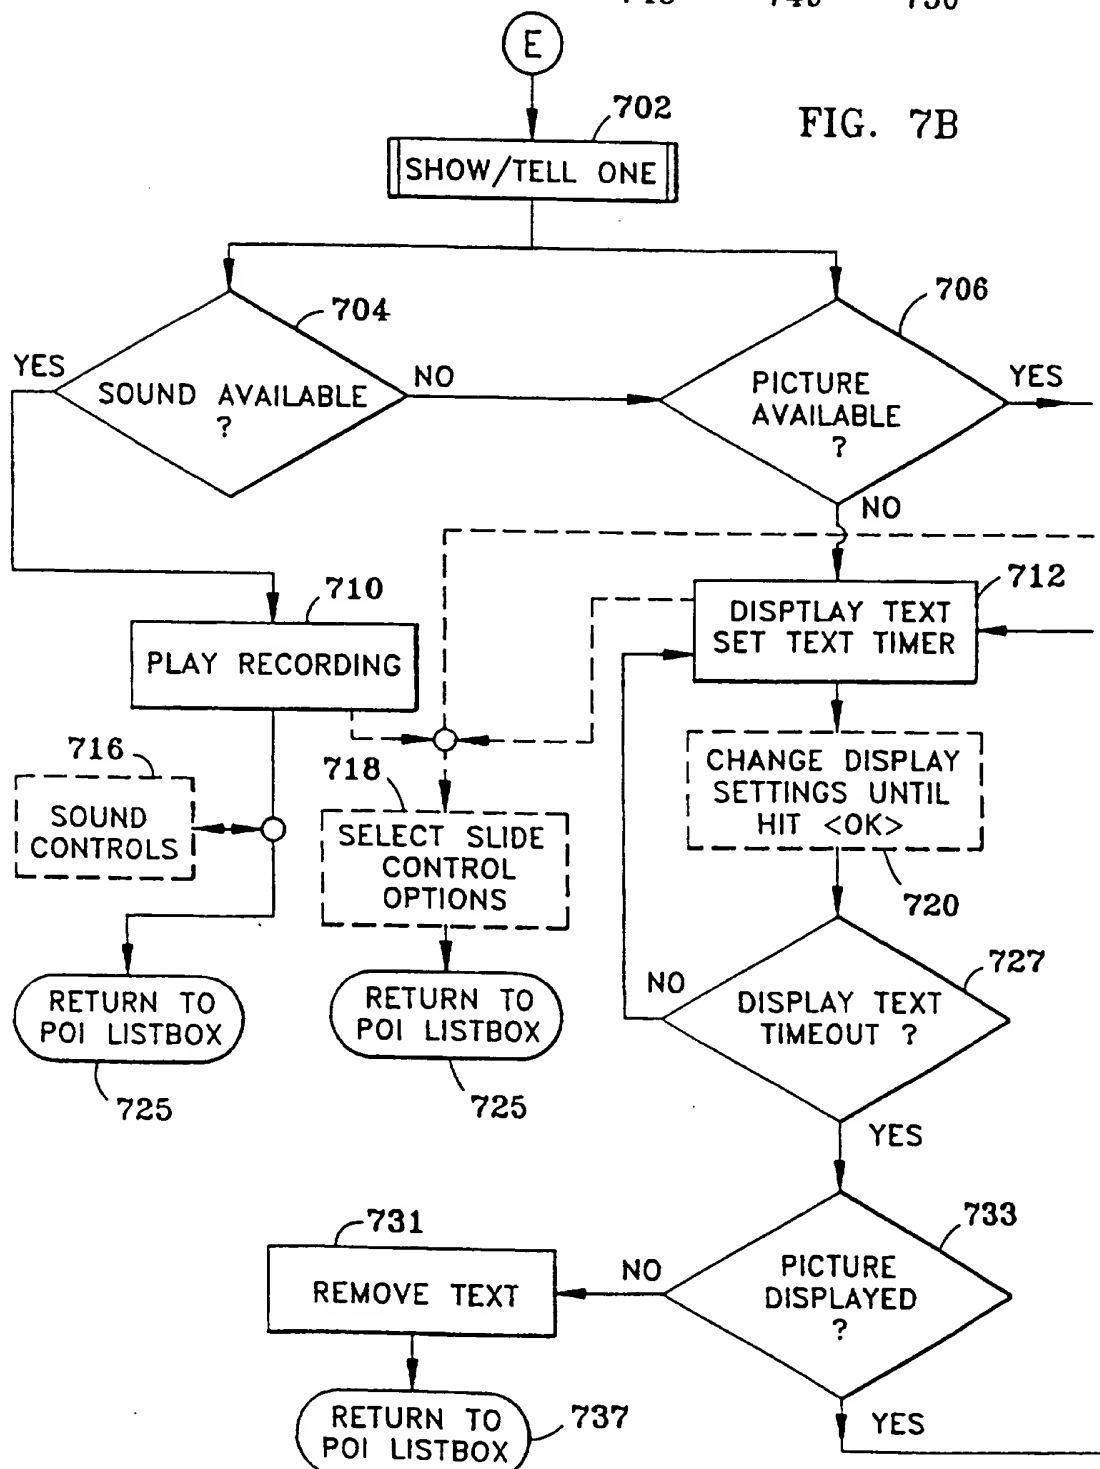 E
702
FIG. 7B
SHOW/TELL ONE
704
706
YES
SOUND AVAILABLE
?
NO
PICTURE
AVAILABLE
?
YES
NO
710
712
PLAY RECORDING
DISPTLAY TEXT
SET TEXT TIMER
716
SOUND
CONTROLS
718
SELECT SLIDE
CONTROL
OPTIONS
CHANGE DISPLAY
SETTINGS UNTIL
HIT <OK>
720
727
NO
DISPLAY TEXT
TIMEOUT ?
RETURN TO
POI LISTBOX
725
RETURN TO
POI LISTBOX
725
YES
733
731
REMOVE TEXT
NO
PICTURE
DISPLAYED
?
RETURN TO
POI LISTBOX
737
YES